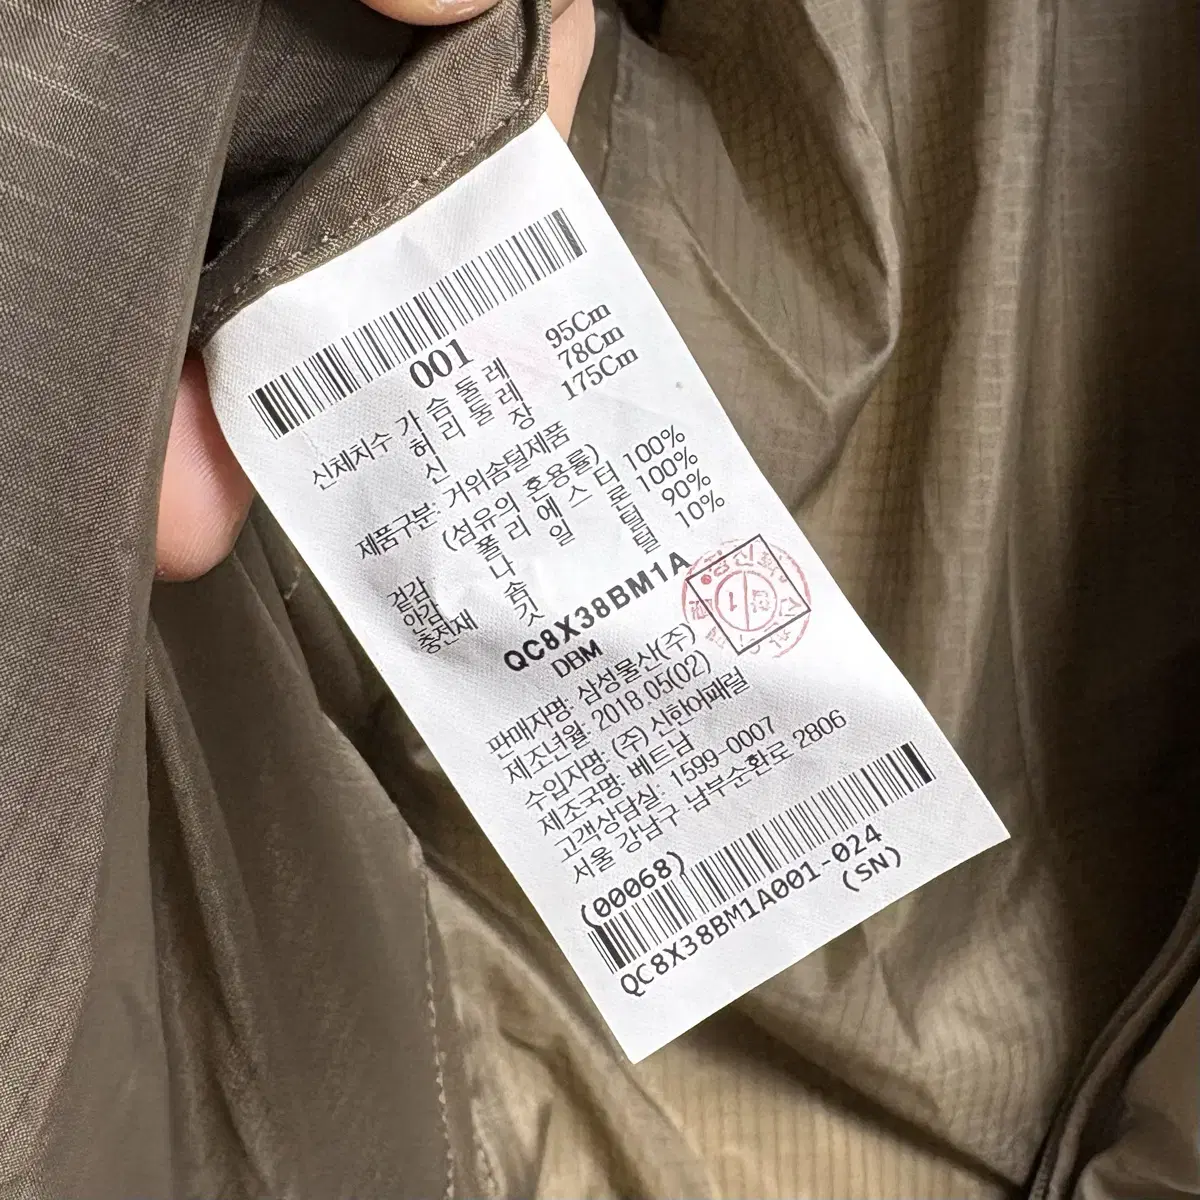 001
신체치수 가슴둘레 95Cm
허리둘레 78Cm
신장 175Cm
제품구분: 거위솜털제품
(섬유의 혼용률)
겉감 폴리에스터 100%
안감 나일론 100%
충전재 솜털 90%
깃털 10%
QC8X38BM1A
DBM
판매자명: 삼성물산(주)
제조년월: 2018.05(02)
수입자명 (주) 신한어패럴
제조국명: 베트남
고객상담실: 1599-0007
서울 강남구 남부순환로 2806
(00068)
QC8X38BM1A001-024
(SN)